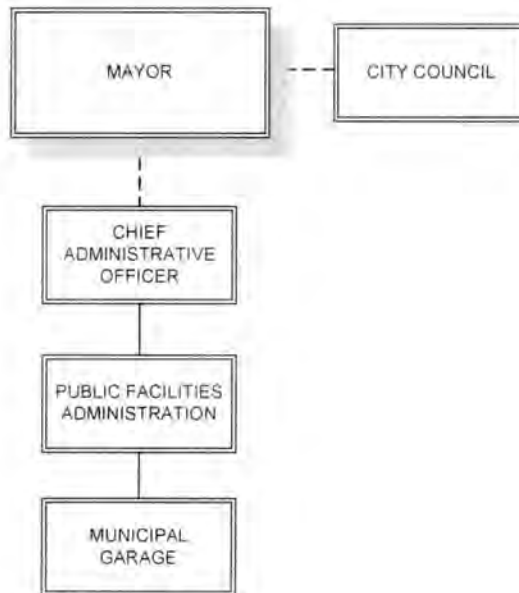 MAYOR
CITY COUNCIL
CHIEF
ADMINISTRATIVE
OFFICER
PUBLIC FACILITIES
ADMINISTRATION
MUNICIPAL
GARAGE